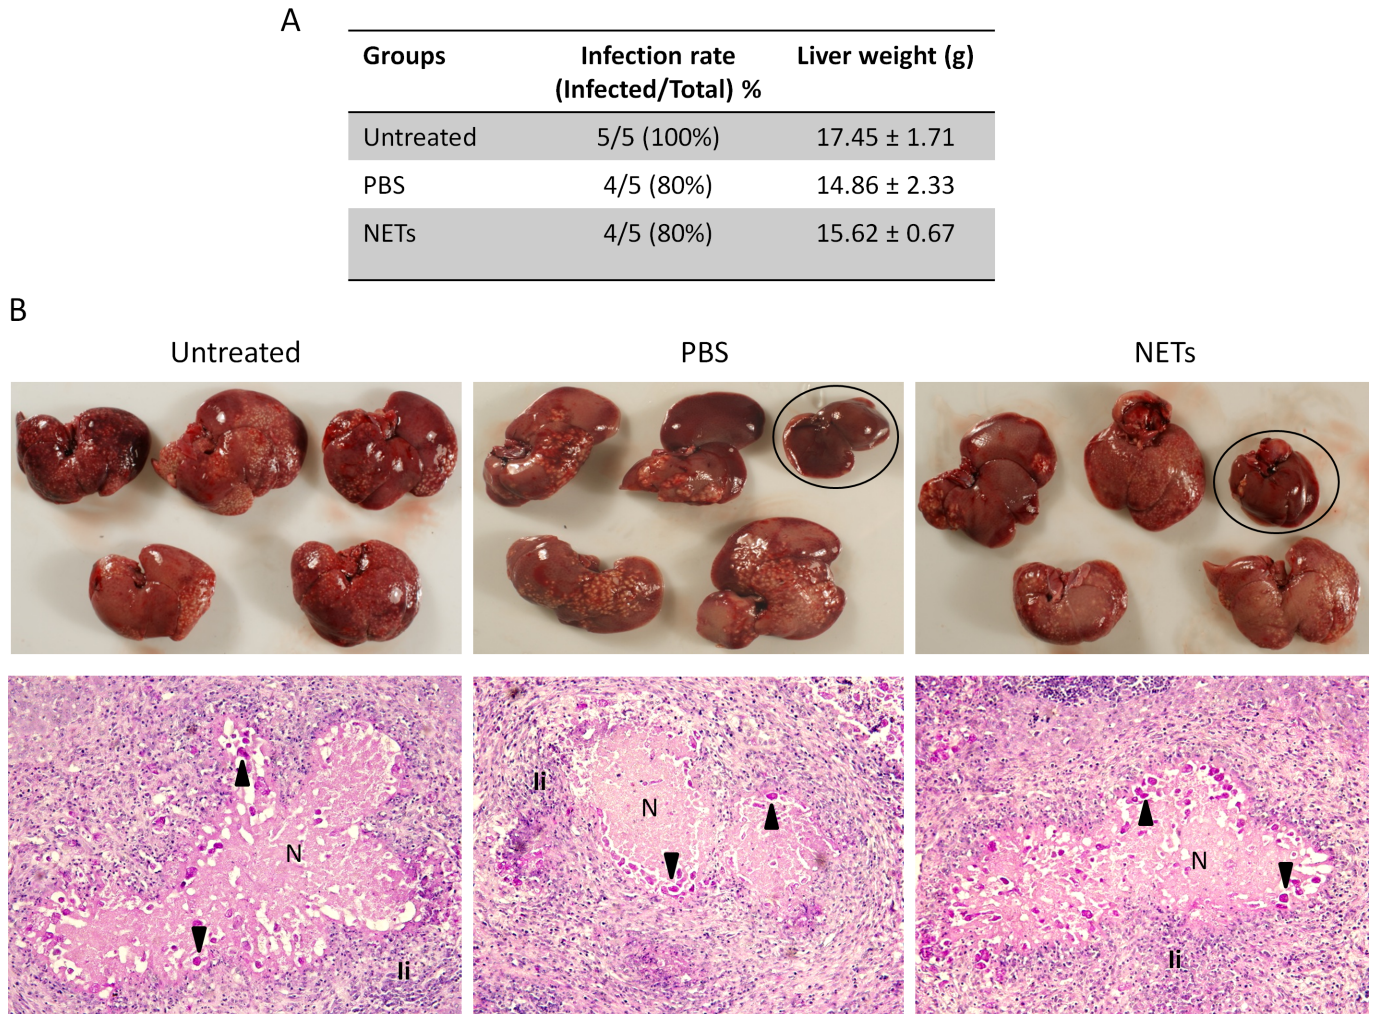 A
Groups Infection rate Liver weight (g)
(Infected/Total) %
Untreated 5/5 (100%) 17.45 ± 1.71
PBS 4/5 (80%) 14.86 ± 2.33
NETs 4/5 (80%) 15.62 ± 0.67
B
Untreated PBS NETs
N
Ii
Ii
N
N
Ii